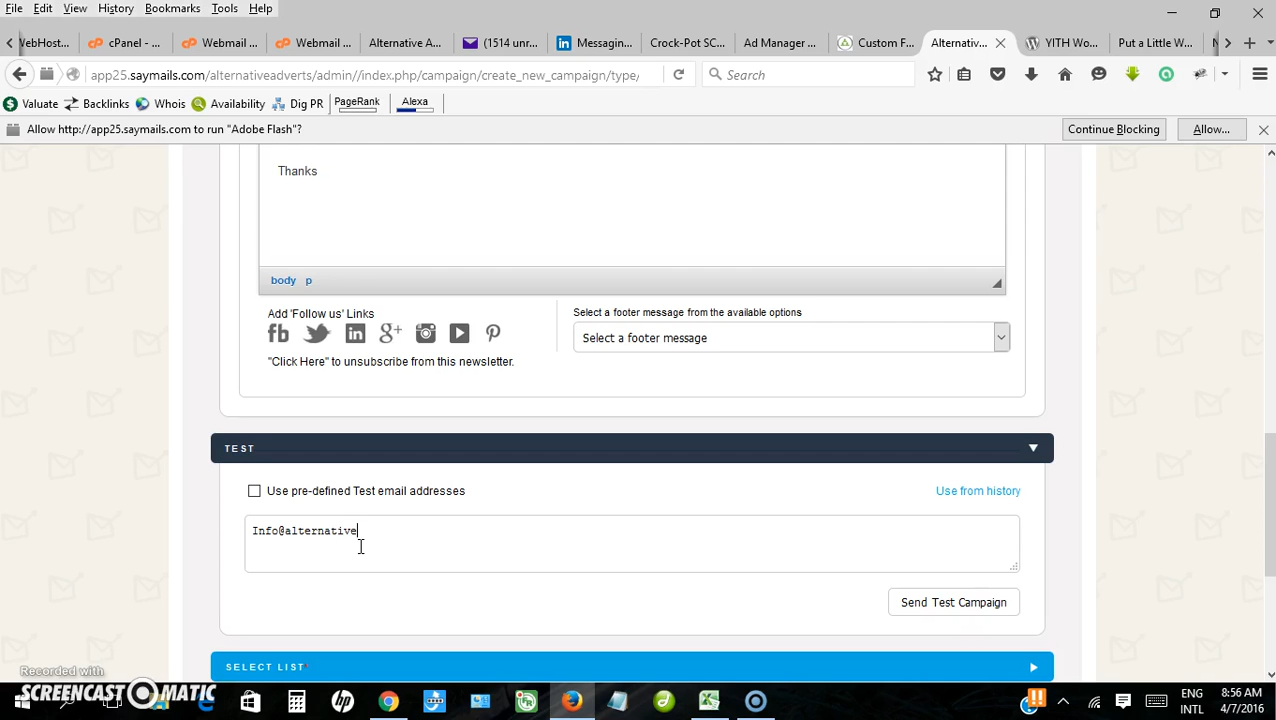 File Edit View History Bookmarks Tools Help
WebHost... cPanel - ... Webmail ... Webmail ... Alternative A... (1514 unr... Messagin... Crock-Pot SC... Ad Manager ... Custom F... Alternativ... YITH Wo... Put a Little W...
app25.saymails.com/alternativeadverts/admin//index.php/campaign/create_new_campaign/type/ Search
Valuate Backlinks Whois Availability Dig PR PageRank Alexa
Allow http://app25.saymails.com to run "Adobe Flash"? Continue Blocking Allow...
Thanks
body p
Add 'Follow us' Links
Select a footer message from the available options
Select a footer message
"Click Here" to unsubscribe from this newsletter.
TEST
Use pre-defined Test email addresses Use from history
Info@alternative
Send Test Campaign
SELECT LIST*
Recorded with
SCREENCAST-O-MATIC
ENG 8:56 AM
INTL 4/7/2016